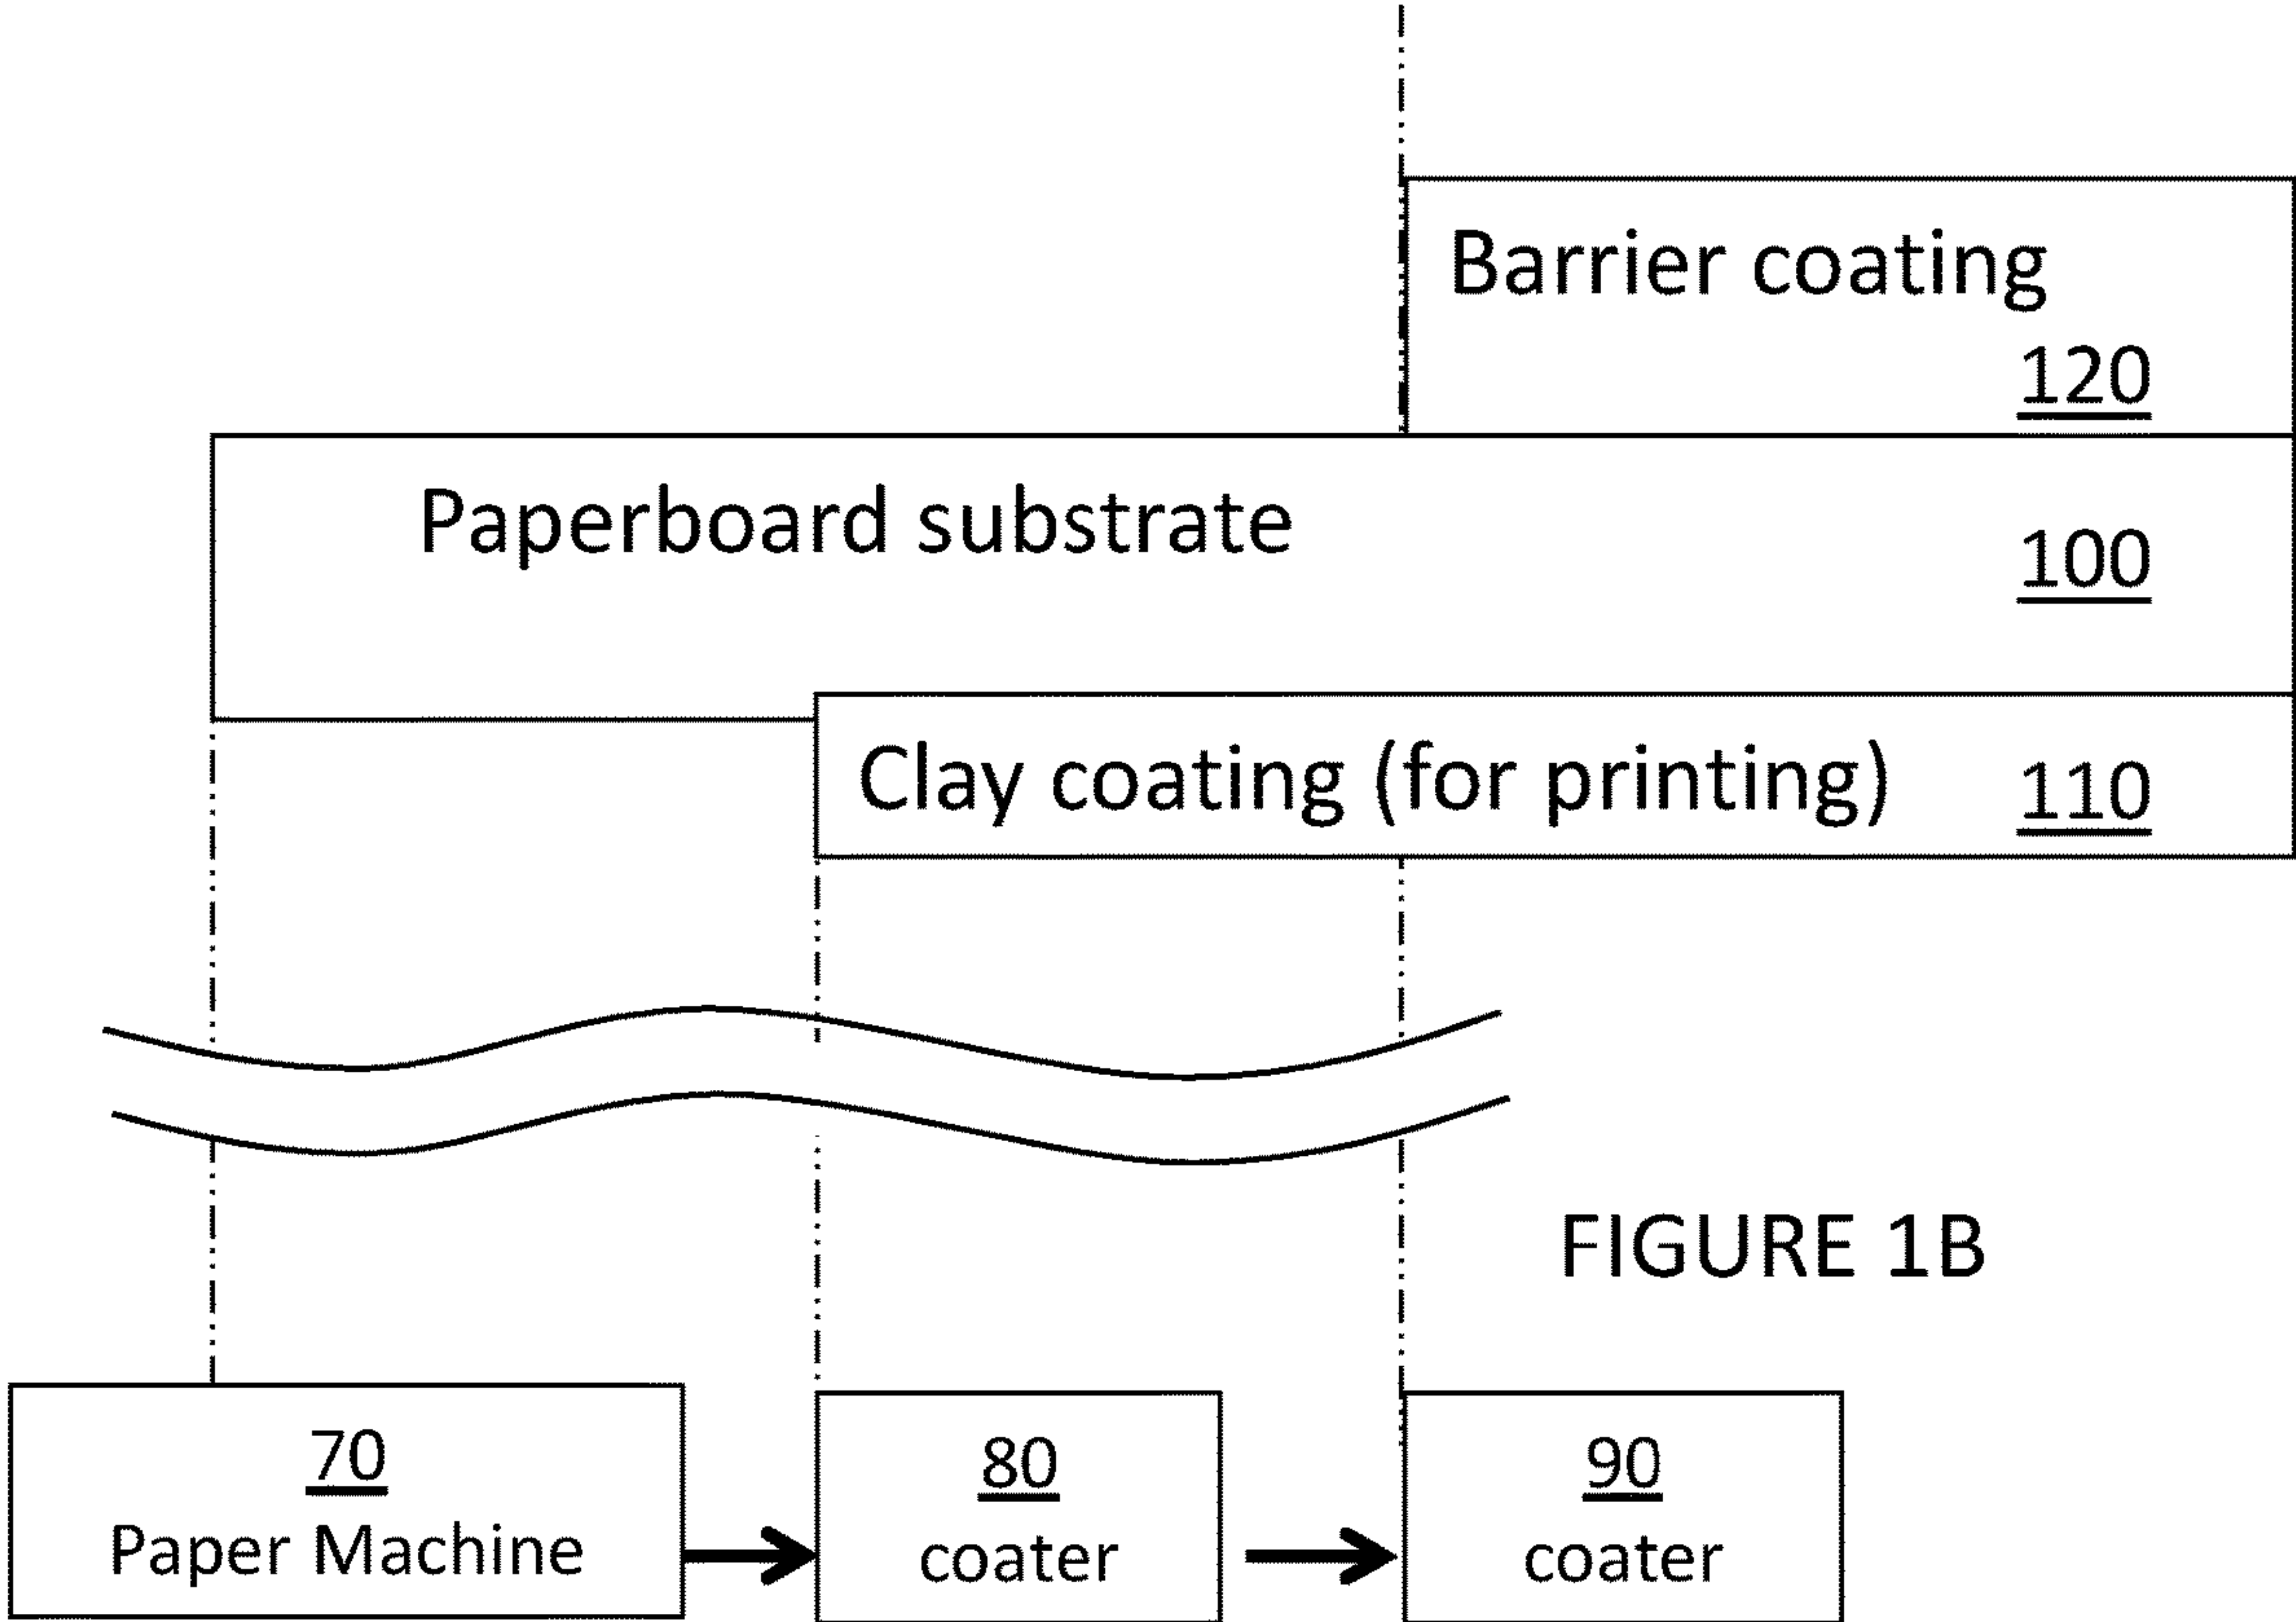 Barrier coating
120
Paperboard substrate
100
Clay coating (for printing)
110
FIGURE 1B
70
Paper Machine
80
coater
90
coater